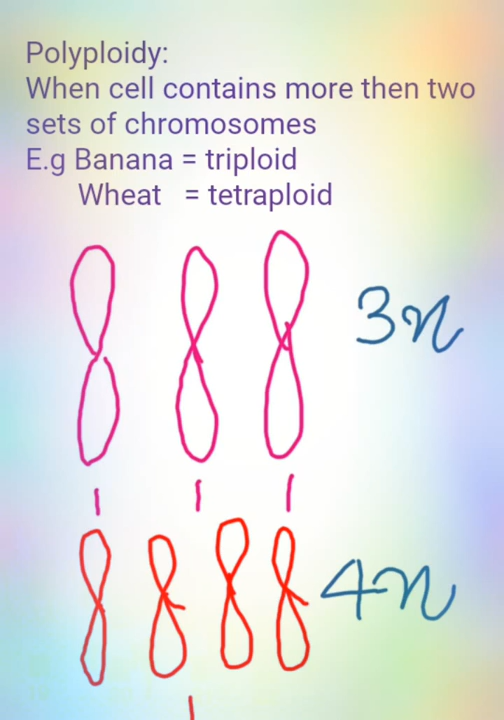 Polyploidy:
When cell contains more then two
sets of chromosomes
E.g Banana = triploid
Wheat = tetraploid
3n
4n